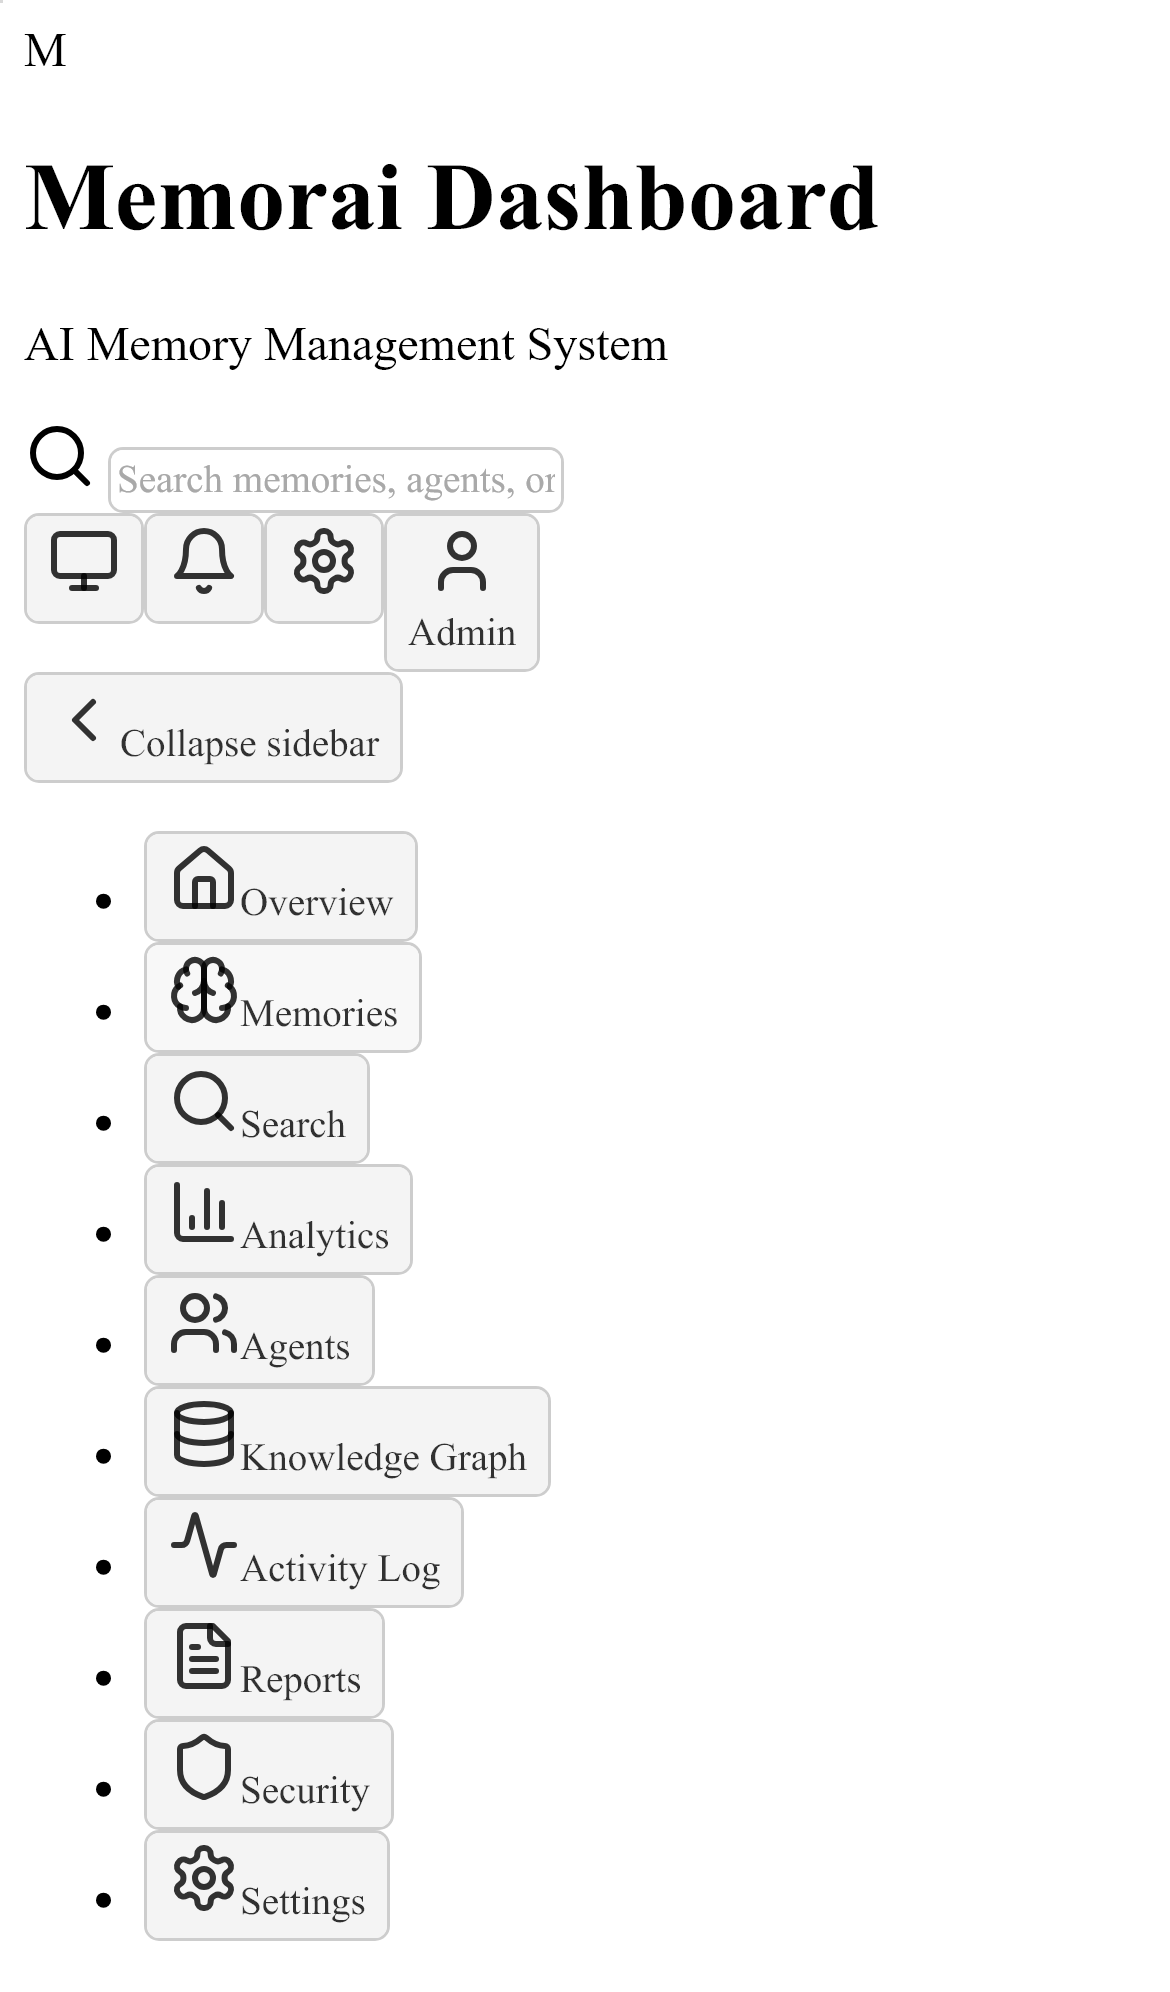 M
Memorai Dashboard
AI Memory Management System
Search memories, agents, or
Admin
Collapse sidebar
Overview
Memories
Search
Analytics
Agents
Knowledge Graph
Activity Log
Reports
Security
Settings